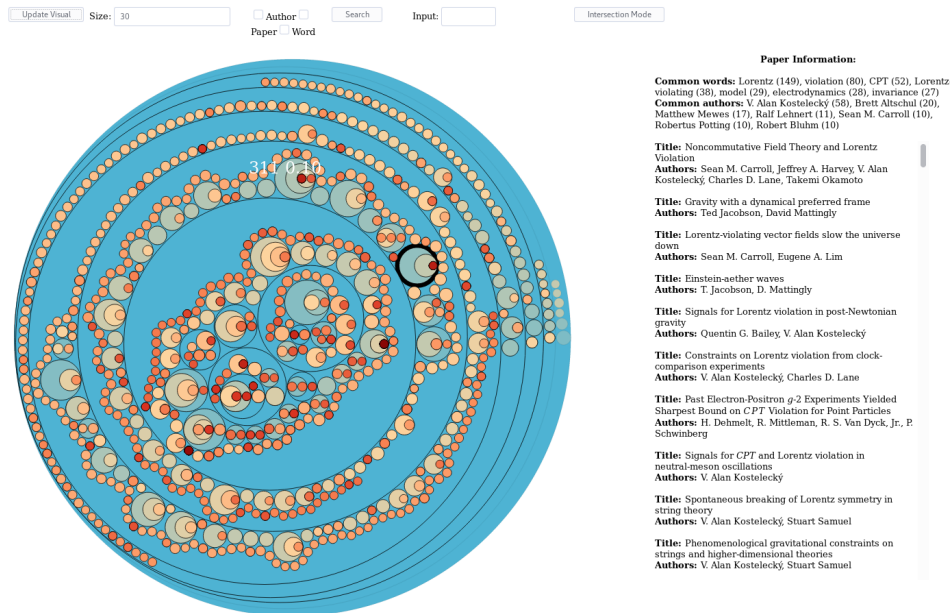 Update Visual Size: 30 Author Search Input: Intersection Mode
Paper Word
Paper Information:
Common words: Lorentz (149), violation (80), CPT (52), Lorentz-
violating (38), model (29), electrodynamics (28), invariance (27)
Common authors: V. Alan Kostelecký (58), Brett Altschul (20),
Matthew Mewes (17), Ralf Lehnert (11), Sean M. Carroll (10),
Robertus Potting (10), Robert Bluhm (10)
Title: Noncommutative Field Theory and Lorentz
Violation
Authors: Sean M. Carroll, Jeffrey A. Harvey, V. Alan
Kostelecký, Charles D. Lane, Takemi Okamoto
Title: Gravity with a dynamical preferred frame
Authors: Ted Jacobson, David Mattingly
Title: Lorentz-violating vector fields slow the universe
down
Authors: Sean M. Carroll, Eugene A. Lim
Title: Einstein-aether waves
Authors: T. Jacobson, D. Mattingly
Title: Signals for Lorentz violation in post-Newtonian
gravity
Authors: Quentin G. Bailey, V. Alan Kostelecký
Title: Constraints on Lorentz violation from clock-
comparison experiments
Authors: V. Alan Kostelecký, Charles D. Lane
Title: Past Electron-Positron g-2 Experiments Yielded
Sharpest Bound on CPT Violation for Point Particles
Authors: H. Dehmelt, R. Mittleman, R. S. Van Dyck, Jr., P.
Schwinberg
Title: Signals for CPT and Lorentz violation in
neutral-meson oscillations
Authors: V. Alan Kostelecký
Title: Spontaneous breaking of Lorentz symmetry in
string theory
Authors: V. Alan Kostelecký, Stuart Samuel
Title: Phenomenological gravitational constraints on
strings and higher-dimensional theories
Authors: V. Alan Kostelecký, Stuart Samuel
311 0 10